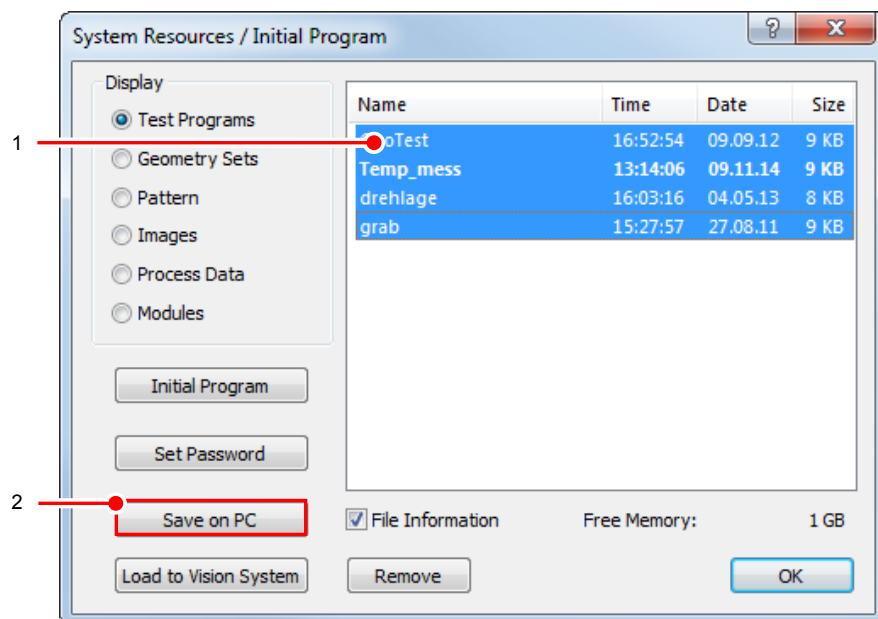 System Resources / Initial Program
?
X
Display
Test Programs
Geometry Sets
Pattern
Images
Process Data
Modules
Initial Program
Set Password
Save on PC
Load to Vision System
Name Time Date Size
16:52:54 09.09.12 9 KB
Temp_mess 13:14:06 09.11.14 9 KB
drehlage 16:03:16 04.05.13 8 KB
grab 15:27:57 27.08.11 9 KB
File Information
Free Memory: 1 GB
Remove
OK
1
2